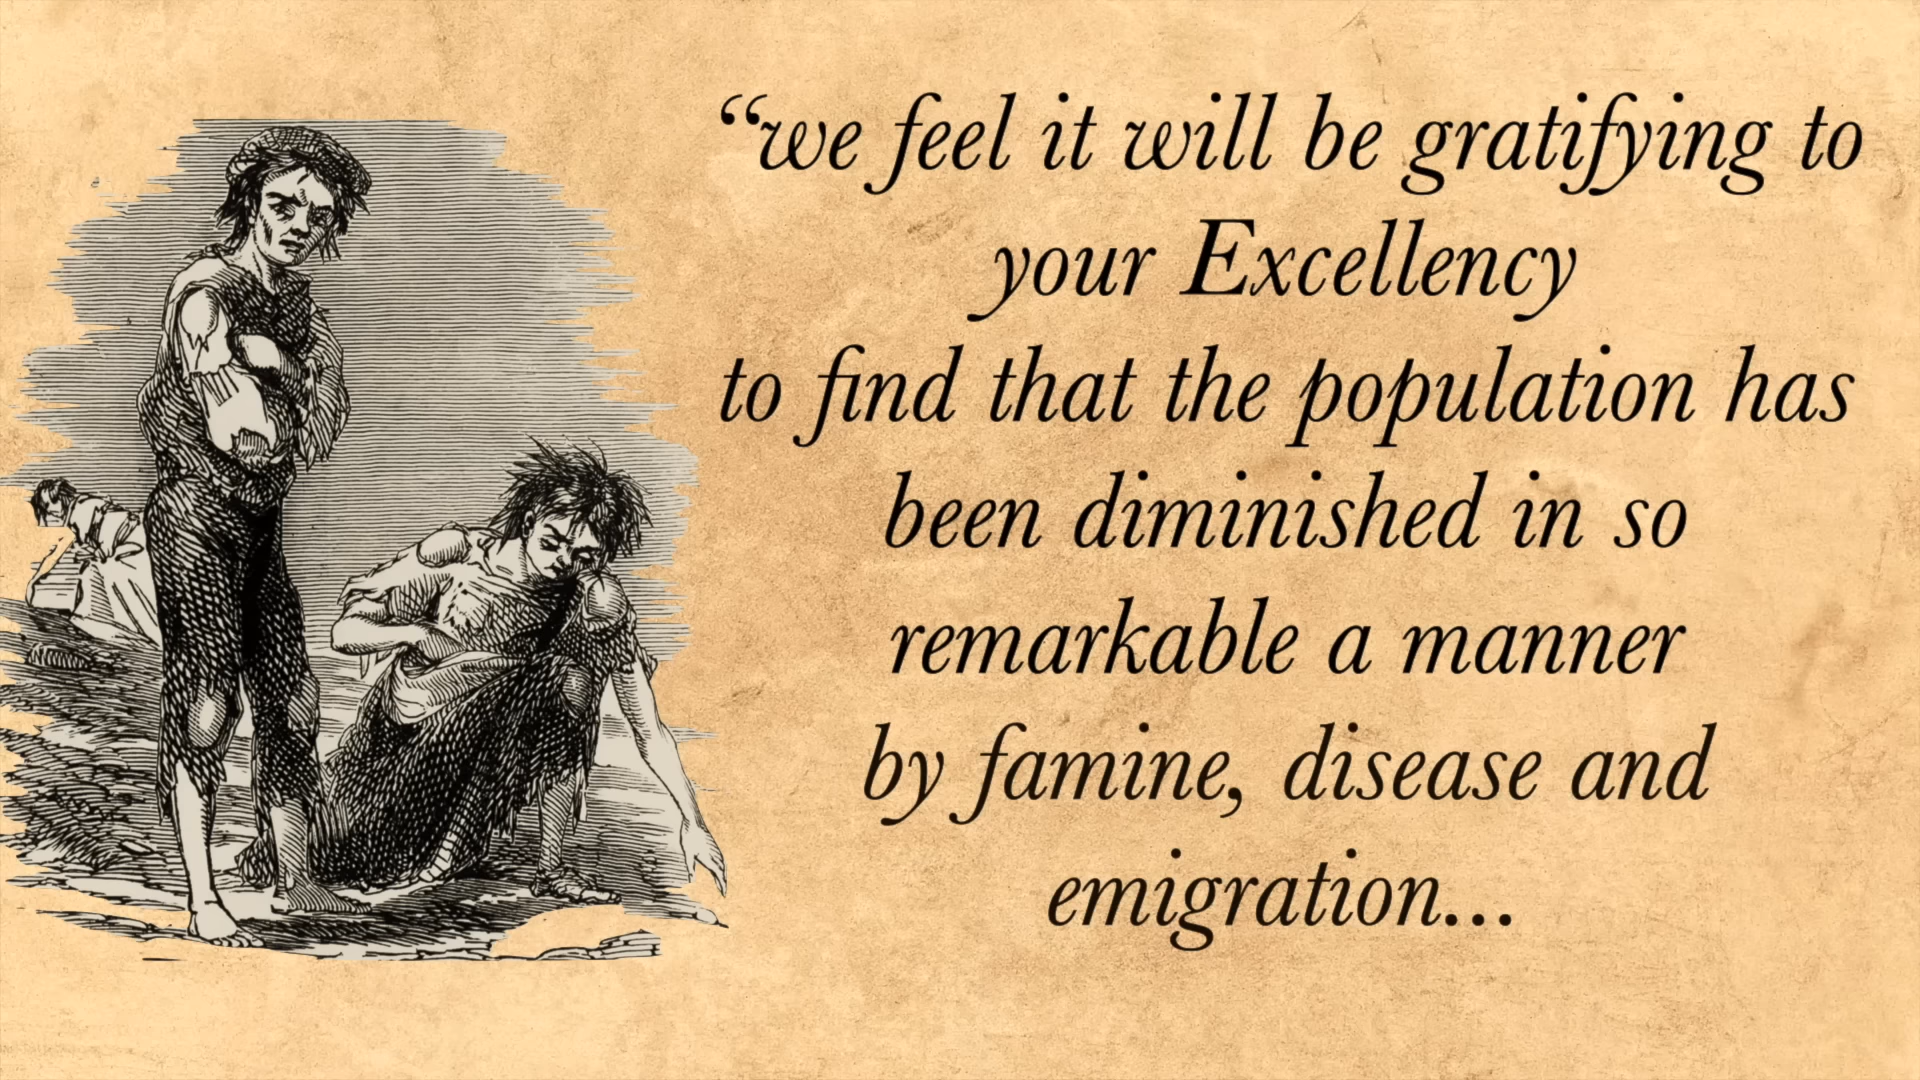 “we feel it will be gratifying to
your Excellency
to find that the population has
been diminished in so
remarkable a manner
by famine, disease and
emigration...